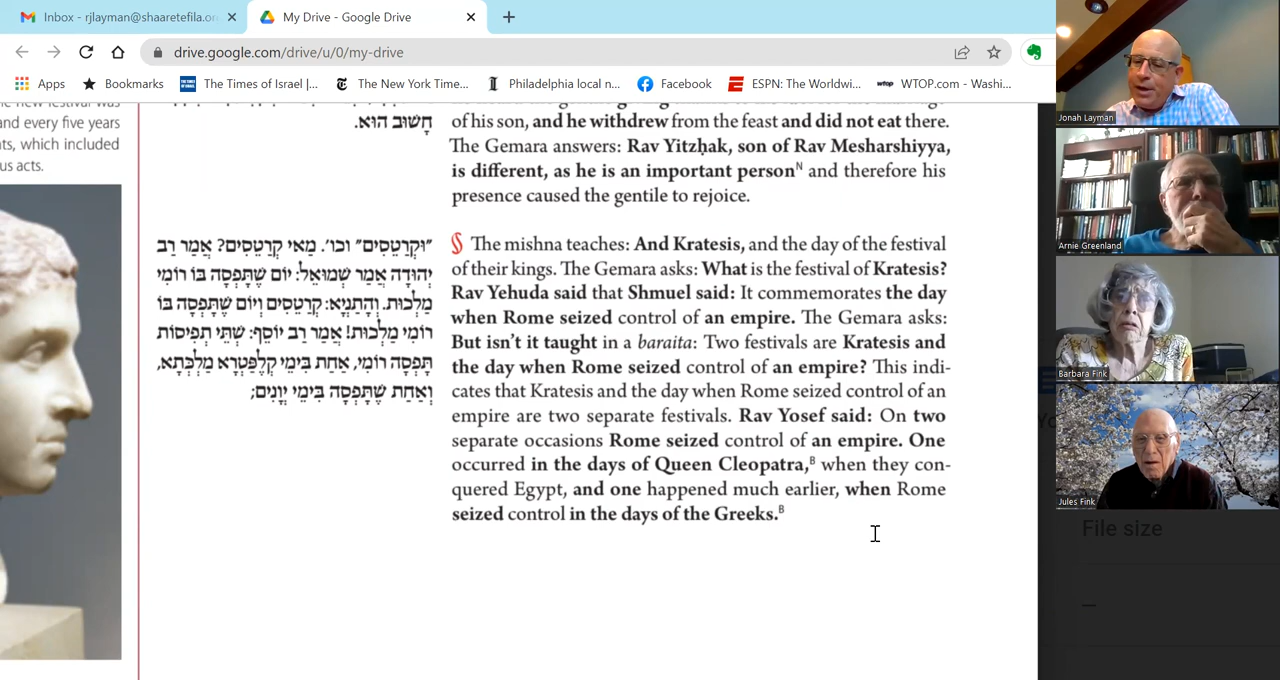 Inbox - rjlayman@shaaretefila.or
My Drive - Google Drive
drive.google.com/drive/u/0/my-drive
Apps
Bookmarks
The Times of Israel |...
The New York Time...
Philadelphia local n...
Facebook
ESPN: The Worldwi...
WTOP.com - Washi...
and every five years
ts, which included
us acts.
חָשׁוּב הוּא.
of his son, and he withdrew from the feast and did not eat there.
The Gemara answers: Rav Yitzḥak, son of Rav Mesharshiyya,
is different, as he is an important personᴺ and therefore his
presence caused the gentile to rejoice.
״וּקְרָטֵסִים״ וכו׳. מַאי קְרָטֵסִים? אָמַר רַב
יְהוּדָה אָמַר שְׁמוּאֵל: יוֹם שֶׁתָּפְסָה בּוֹ רוֹמִי
מַלְכוּת. וְהָתַנְיָא: קְרָטֵסִים וְיוֹם שֶׁתָּפְסָה בּוֹ
רוֹמִי מַלְכוּת! אָמַר רַב יוֹסֵף: שְׁתֵּי תְּפִיסוֹת
תָּפְסָה רוֹמִי, אַחַת בִּימֵי קְלֵפַּטְרָא מַלְכְּתָא,
וְאַחַת שֶׁתָּפְסָה בִּימֵי יְוָנִים;
The mishna teaches: And Kratesis, and the day of the festival
of their kings. The Gemara asks: What is the festival of Kratesis?
Rav Yehuda said that Shmuel said: It commemorates the day
when Rome seized control of an empire. The Gemara asks:
But isn't it taught in a baraita: Two festivals are Kratesis and
the day when Rome seized control of an empire? This indi-
cates that Kratesis and the day when Rome seized control of an
empire are two separate festivals. Rav Yosef said: On two
separate occasions Rome seized control of an empire. One
occurred in the days of Queen Cleopatra,ᴮ when they con-
quered Egypt, and one happened much earlier, when Rome
seized control in the days of the Greeks.ᴮ
Jonah Layman
Arnie Greenland
Barbara Fink
Jules Fink
File size
—